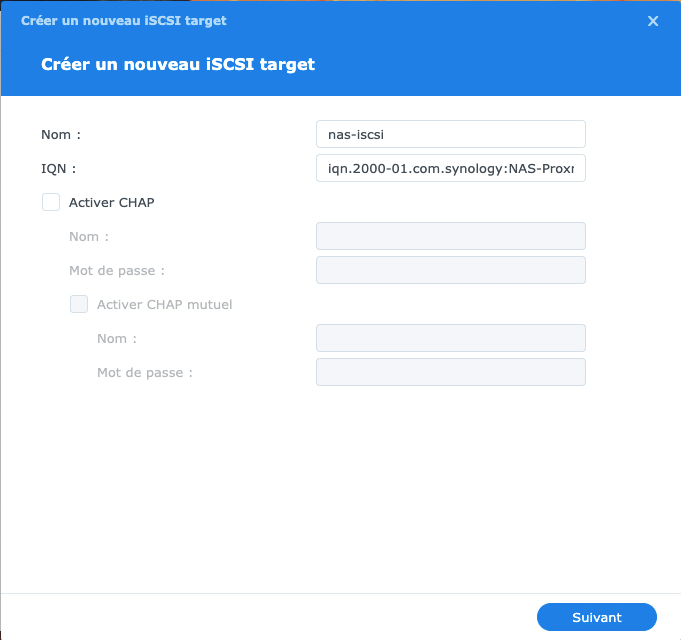 Créer un nouveau iSCSI target
Créer un nouveau iSCSI target
Nom : nas-iscsi
IQN : iqn.2000-01.com.synology:NAS-Prox
Activer CHAP
Nom :
Mot de passe :
Activer CHAP mutuel
Nom :
Mot de passe :
Suivant